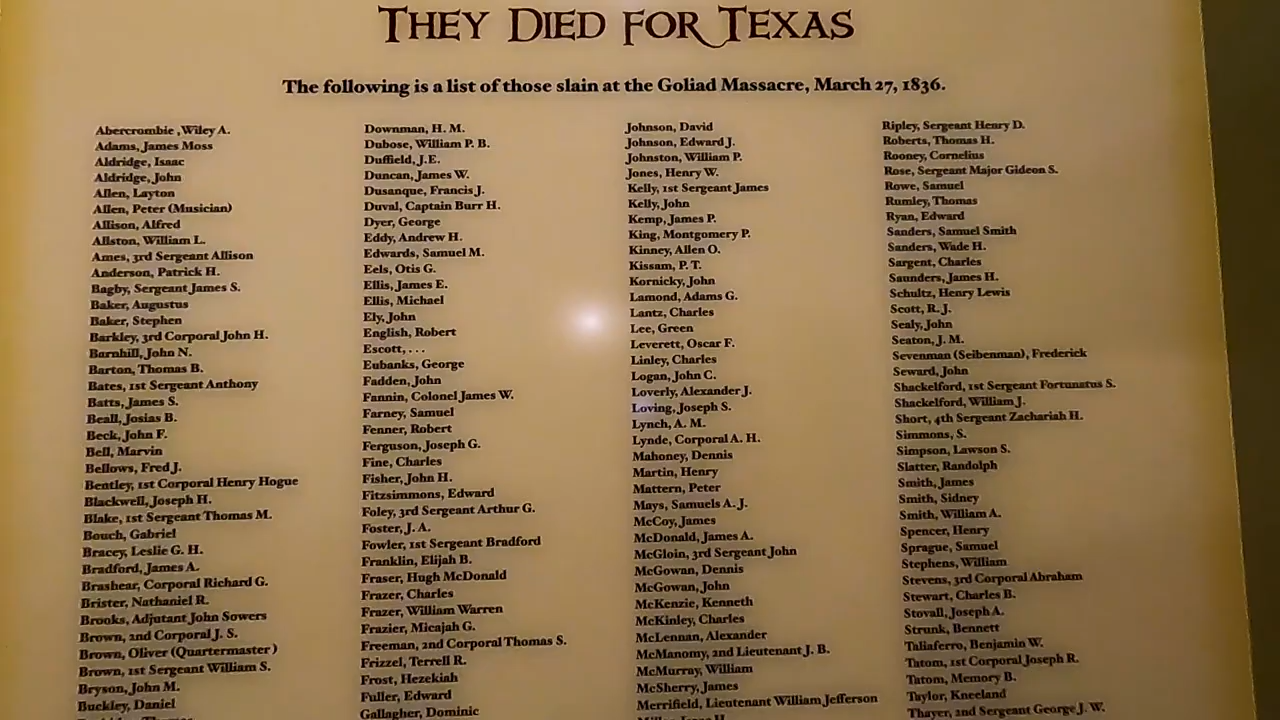 THEY DIED FOR TEXAS
The following is a list of those slain at the Goliad Massacre, March 27, 1836.
Abercrombie ,Wiley A.
Adams, James Moss
Aldridge, Isaac
Aldridge, John
Allen, Layton
Allen, Peter (Musician)
Allison, Alfred
Allston, William L.
Ames, 3rd Sergeant Allison
Anderson, Patrick H.
Bagby, Sergeant James S.
Baker, Augustus
Baker, Stephen
Barkley, 3rd Corporal John H.
Barnhill, John N.
Barton, Thomas B.
Bates, 1st Sergeant Anthony
Batts, James S.
Beall, Josias B.
Beck, John F.
Bell, Marvin
Bellows, Fred J.
Bentley, 1st Corporal Henry Hogue
Blackwell, Joseph H.
Blake, 1st Sergeant Thomas M.
Bouch, Gabriel
Bracey, Leslie G. H.
Bradford, James A.
Brashear, Corporal Richard G.
Brister, Nathaniel R.
Brooks, Adjutant John Sowers
Brown, 2nd Corporal J. S.
Brown, Oliver (Quartermaster )
Brown, 1st Sergeant William S.
Bryson, John M.
Buckley, Daniel
Downman, H. M.
Dubose, William P. B.
Duffield, J.E.
Duncan, James W.
Dusanque, Francis J.
Duval, Captain Burr H.
Dyer, George
Eddy, Andrew H.
Edwards, Samuel M.
Eels, Otis G.
Ellis, James E.
Ellis, Michael
Ely, John
English, Robert
Escott, . . .
Eubanks, George
Fadden, John
Fannin, Colonel James W.
Farney, Samuel
Fenner, Robert
Ferguson, Joseph G.
Fine, Charles
Fisher, John H.
Fitzsimmons, Edward
Foley, 3rd Sergeant Arthur G.
Foster, J. A.
Fowler, 1st Sergeant Bradford
Franklin, Elijah B.
Fraser, Hugh McDonald
Frazer, Charles
Frazer, William Warren
Frazier, Micajah G.
Freeman, 2nd Corporal Thomas S.
Frizzel, Terrell R.
Frost, Hezekiah
Fuller, Edward
Gallagher, Dominic
Johnson, David
Johnson, Edward J.
Johnston, William P.
Jones, Henry W.
Kelly, 1st Sergeant James
Kelly, John
Kemp, James P.
King, Montgomery P.
Kinney, Allen O.
Kissam, P. T.
Kornicky, John
Lamond, Adams G.
Lantz, Charles
Lee, Green
Leverett, Oscar F.
Linley, Charles
Logan, John C.
Loverly, Alexander J.
Loving, Joseph S.
Lynch, A. M.
Lynde, Corporal A. H.
Mahoney, Dennis
Martin, Henry
Mattern, Peter
Mays, Samuels A. J.
McCoy, James
McDonald, James A.
McGloin, 3rd Sergeant John
McGowan, Dennis
McGowan, John
McKenzie, Kenneth
McKinley, Charles
McLennan, Alexander
McManomy, 2nd Lieutenant J. B.
McMurray, William
McSherry, James
Merrifield, Lieutenant William Jefferson
Ripley, Sergeant Henry D.
Roberts, Thomas H.
Rooney, Cornelius
Rose, Sergeant Major Gideon S.
Rowe, Samuel
Rumley, Thomas
Ryan, Edward
Sanders, Samuel Smith
Sanders, Wade H.
Sargent, Charles
Saunders, James H.
Schultz, Henry Lewis
Scott, R. J.
Sealy, John
Seaton, J. M.
Sevenman (Seibenman), Frederick
Seward, John
Shackelford, 1st Sergeant Fortunatus S.
Shackelford, William J.
Short, 4th Sergeant Zachariah H.
Simmons, S.
Simpson, Lawson S.
Slatter, Randolph
Smith, James
Smith, Sidney
Smith, William A.
Spencer, Henry
Sprague, Samuel
Stephens, William
Stevens, 3rd Corporal Abraham
Stewart, Charles B.
Stovall, Joseph A.
Strunk, Bennett
Taliaferro, Benjamin W.
Tatom, 1st Corporal Joseph R.
Tatom, Memory B.
Taylor, Kneeland
Thayer, 2nd Sergeant George J. W.